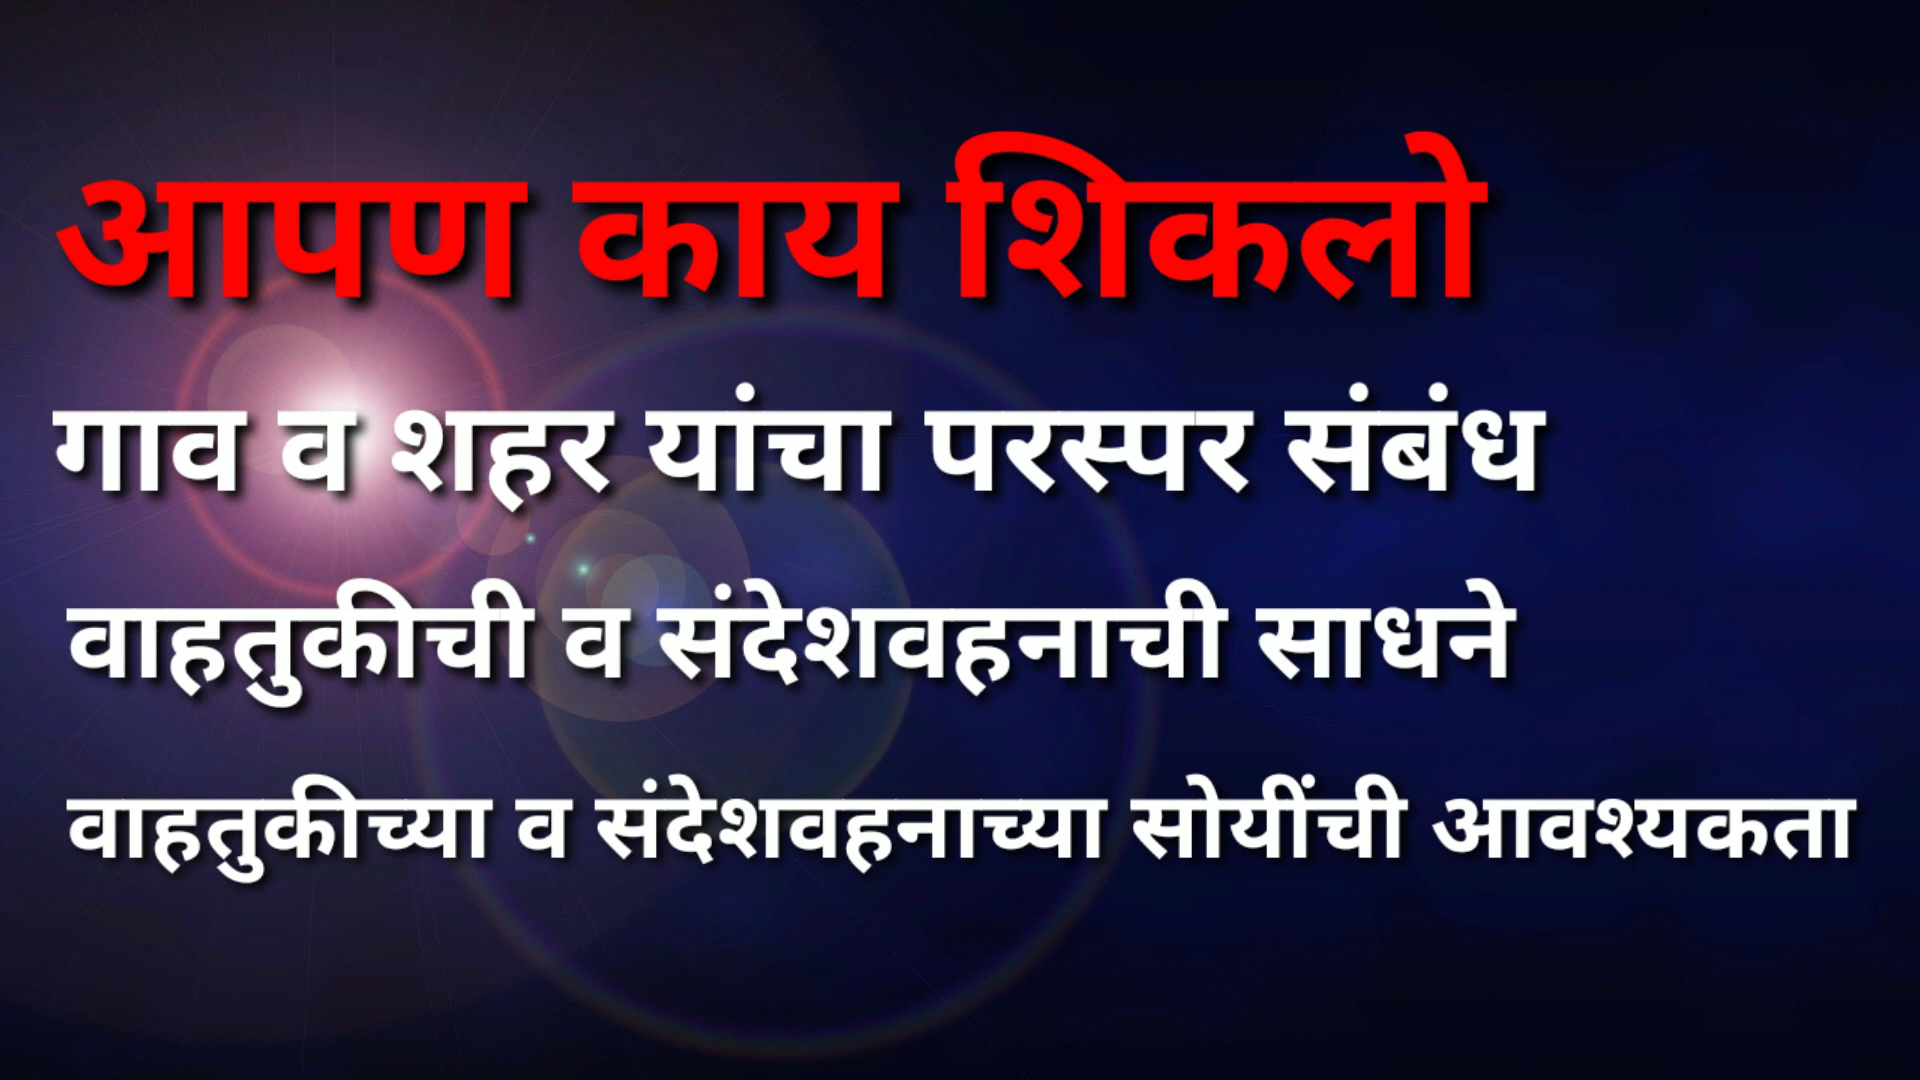 आपण काय शिकलो
गाव व शहर यांचा परस्पर संबंध
वाहतुकीची व संदेशवहनाची साधने
वाहतुकीच्या व संदेशवहनाच्या सोयींची आवश्यकता